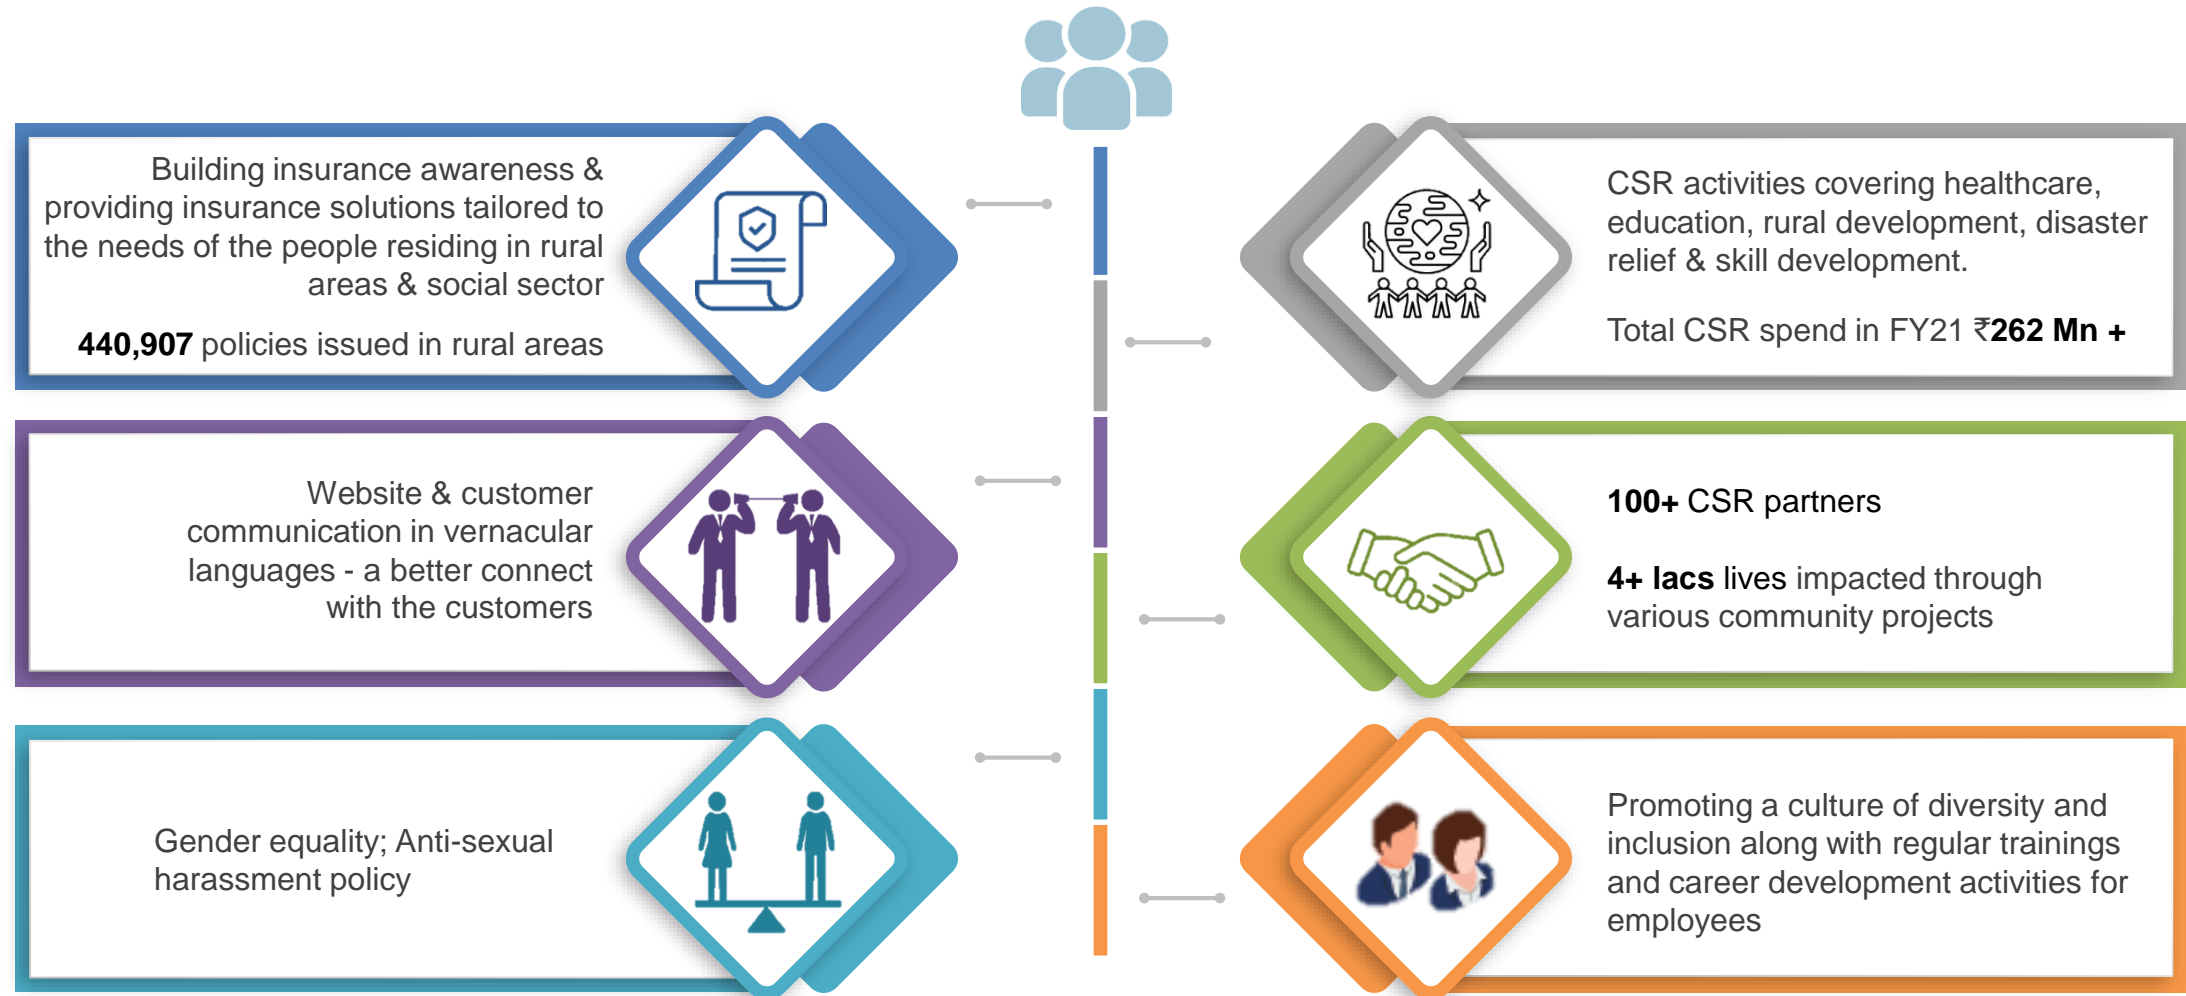 Building insurance awareness &
providing insurance solutions tailored to
the needs of the people residing in rural
areas & social sector
440,907 policies issued in rural areas
CSR activities covering healthcare,
education, rural development, disaster
relief & skill development.
Total CSR spend in FY21 ₹262 Mn +
Website & customer
communication in vernacular
languages - a better connect
with the customers
100+ CSR partners
4+ lacs lives impacted through
various community projects
Gender equality; Anti-sexual
harassment policy
Promoting a culture of diversity and
inclusion along with regular trainings
and career development activities for
employees